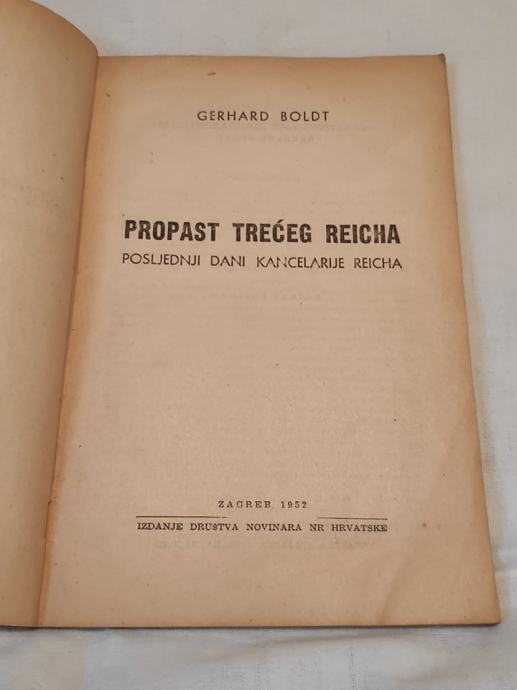 GERHARD BOLDT
PROPAST TREĆEG REICHA
POSLJEDNJI DANI KANCELARIJE REICHA
ZAGREB, 1952
IZDANJE DRUŠTVA NOVINARA NR HRVATSKE